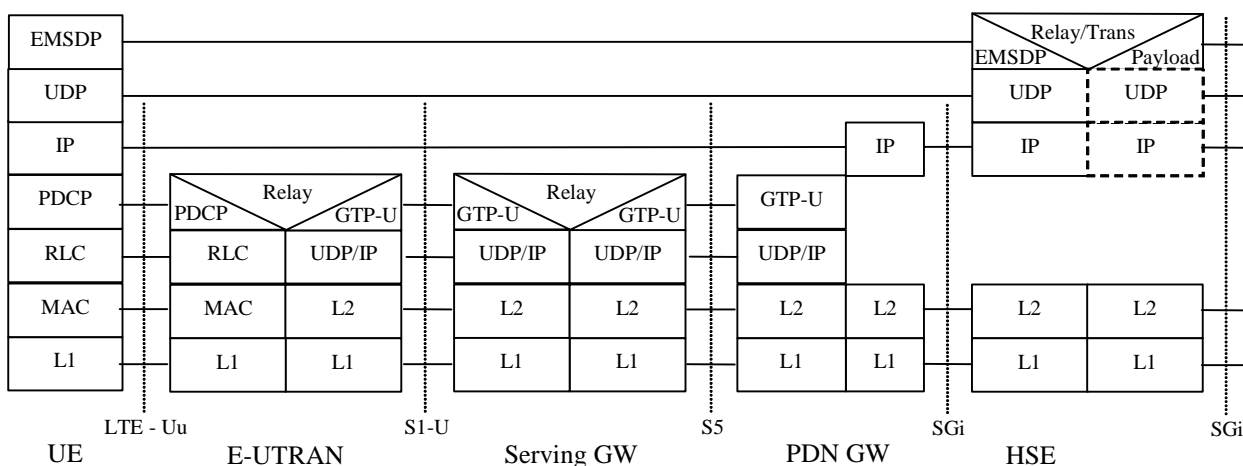 EMSDP Relay/Trans
EMSDP Payload
UDP UDP UDP
IP IP IP IP
PDCP Relay Relay GTP-U
PDCP GTP-U GTP-U GTP-U
RLC RLC UDP/IP UDP/IP UDP/IP UDP/IP
MAC MAC L2 L2 L2 L2 L2 L2 L2
L1 L1 L1 L1 L1 L1 L1 L1 L1
LTE - Uu S1-U S5 SGi SGi
UE E-UTRAN Serving GW PDN GW HSE